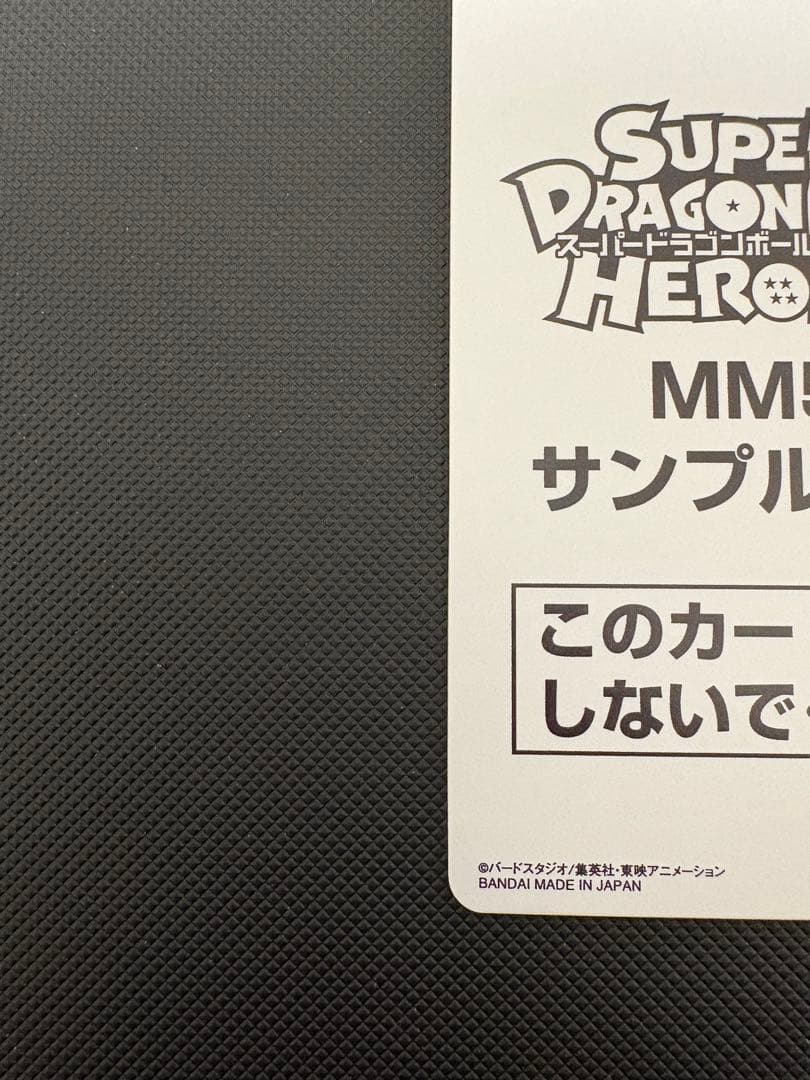 SUPE
DRAGON
スーパードラゴンボール
HERO
MM5
サンプル
このカー
しないで
©バードスタジオ/集英社・東映アニメーション
BANDAI MADE IN JAPAN